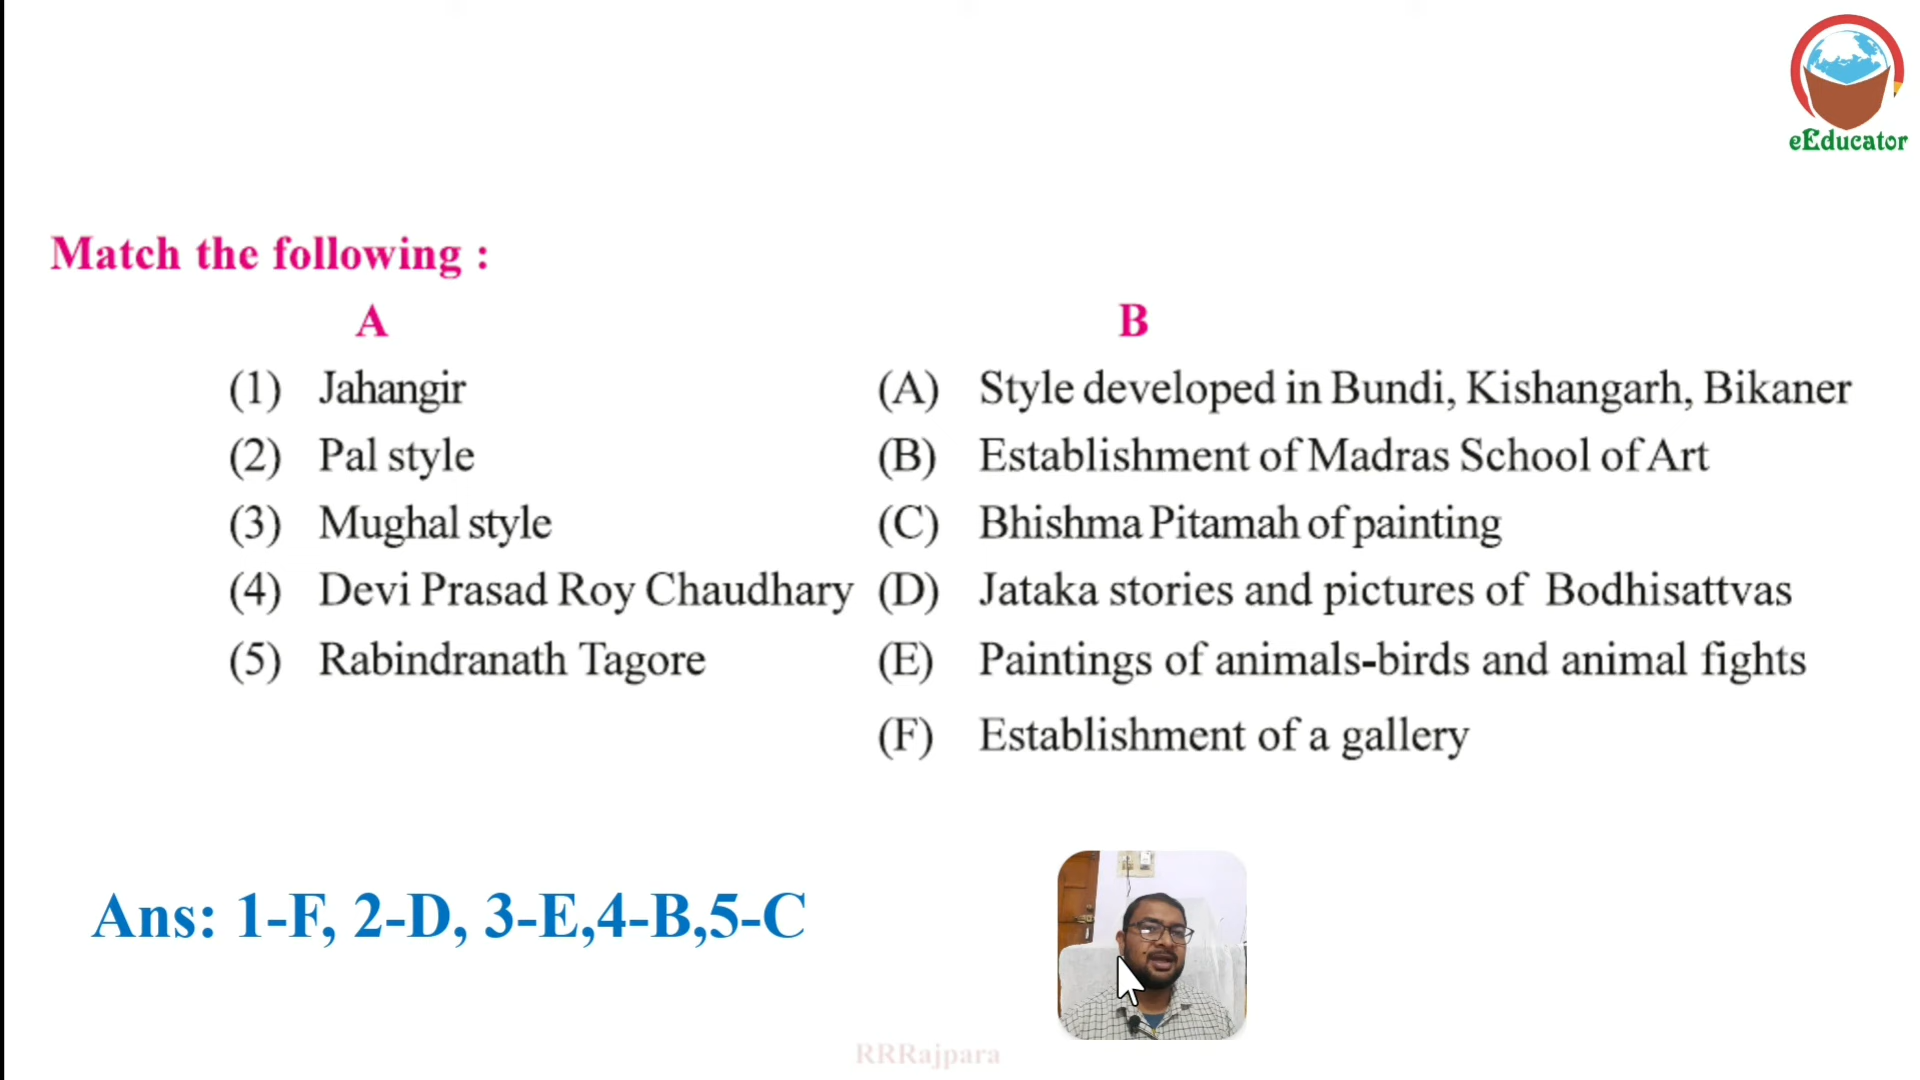 eEducator
Match the following :
A B
(1) Jahangir (A) Style developed in Bundi, Kishangarh, Bikaner
(2) Pal style (B) Establishment of Madras School of Art
(3) Mughal style (C) Bhishma Pitamah of painting
(4) Devi Prasad Roy Chaudhary (D) Jataka stories and pictures of Bodhisattvas
(5) Rabindranath Tagore (E) Paintings of animals-birds and animal fights
(F) Establishment of a gallery
Ans: 1-F, 2-D, 3-E,4-B,5-C
RRRajpara